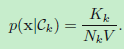 p(x|C_k) = K_k / (N_k V).